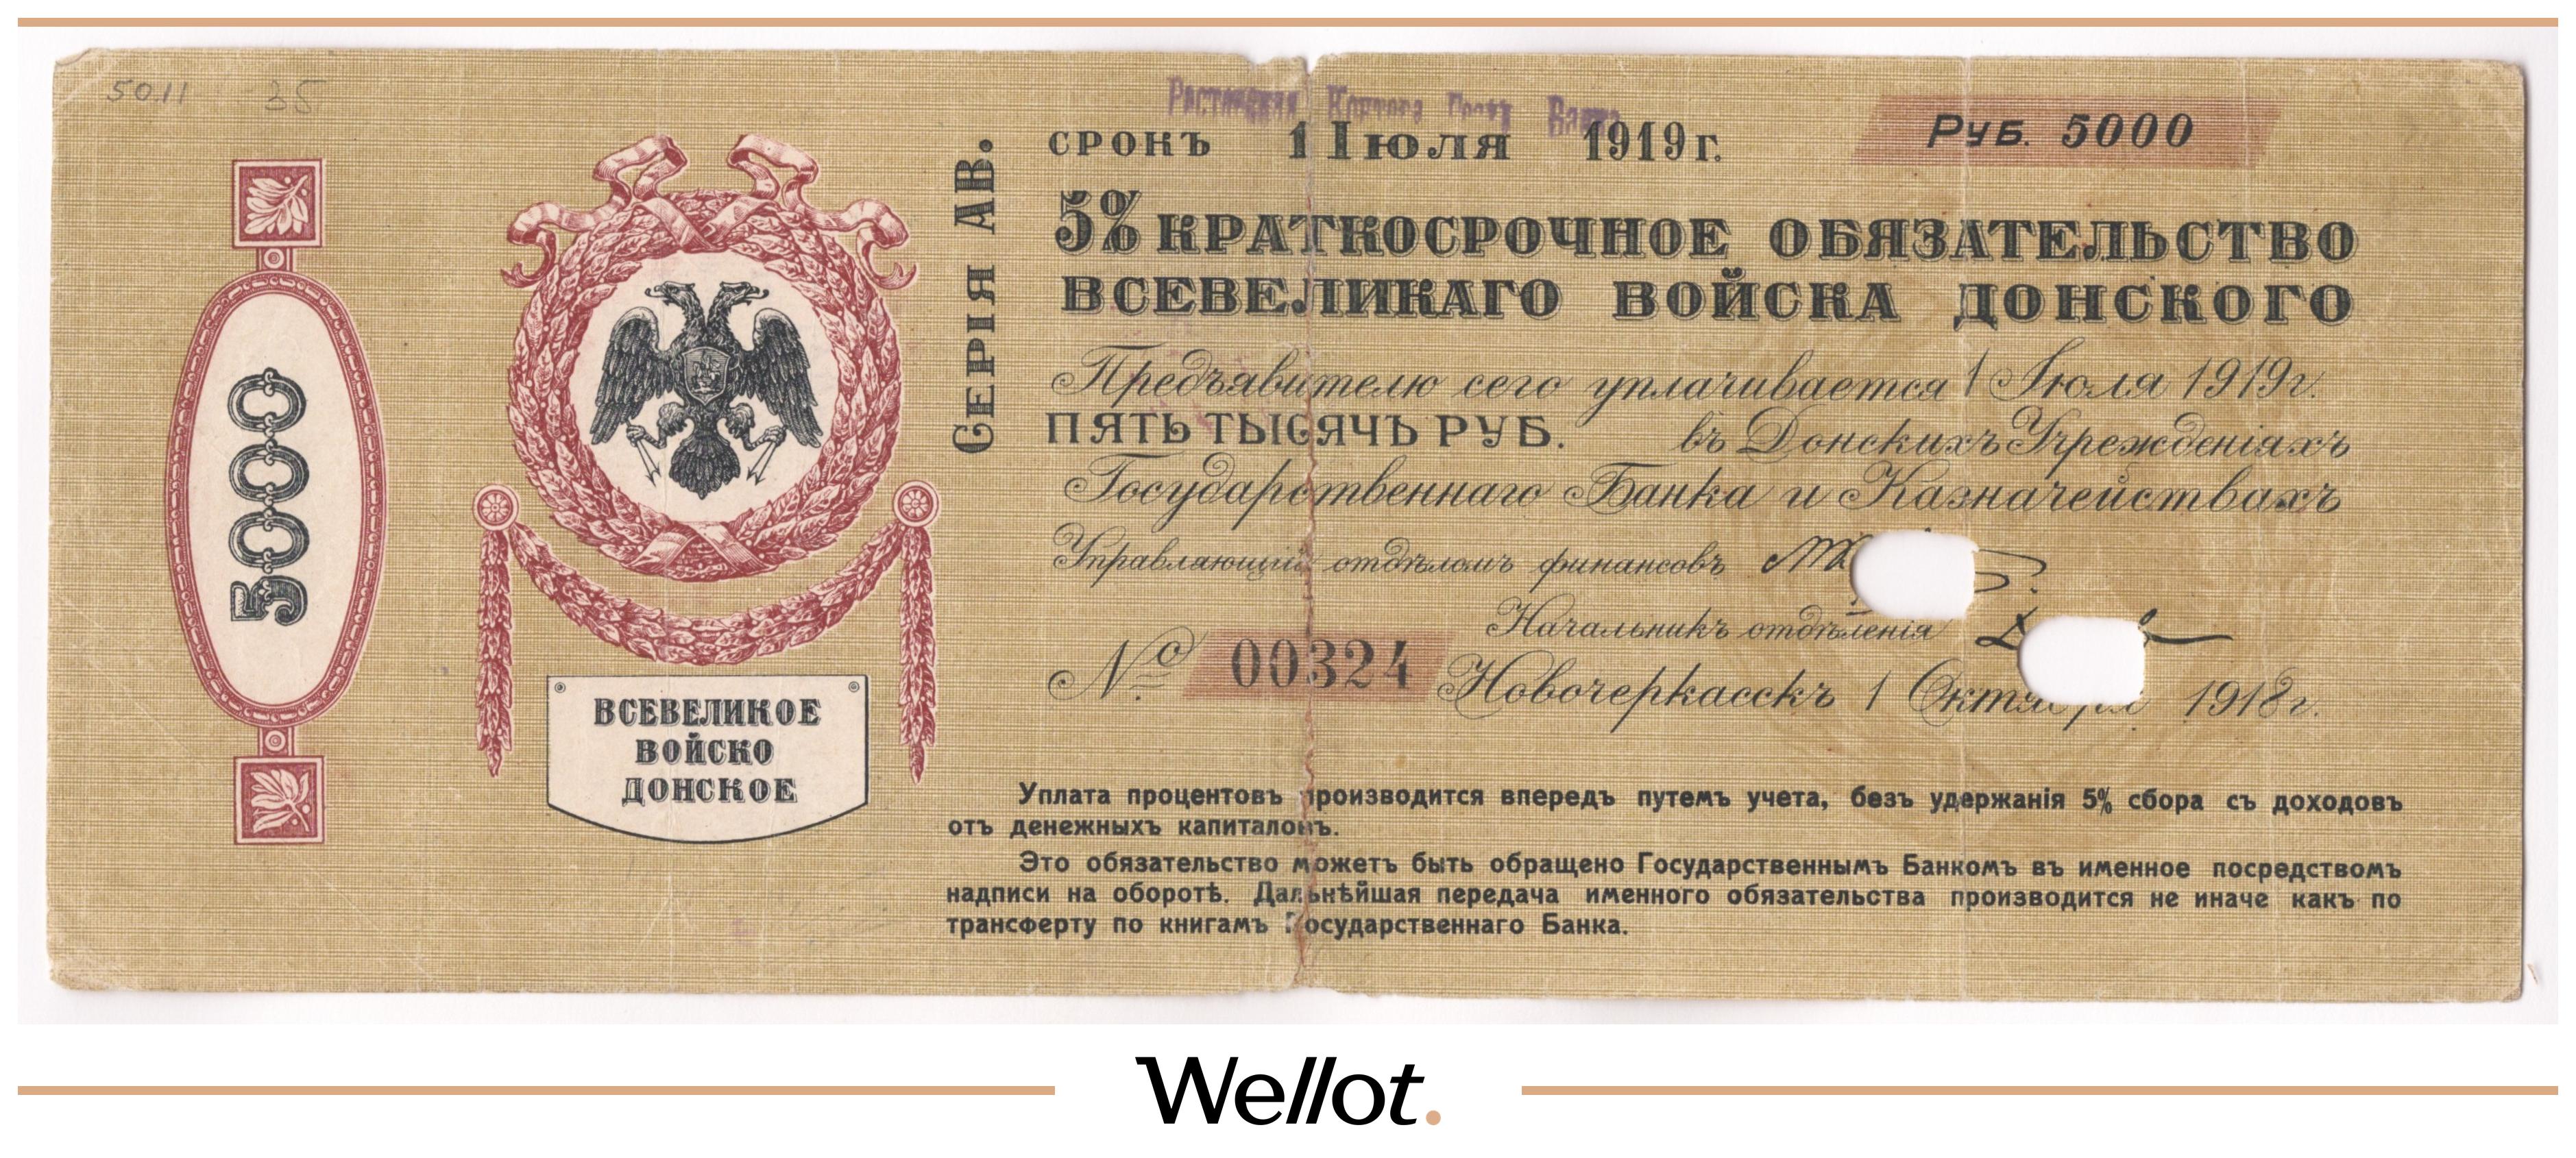 50.11 35
Ростовская Контора Госуд. Банка
СРОКЪ 1 Іюля 1919 г.
Руб. 5000
5000
Серія АВ.
5% КРАТКОСРОЧНОЕ ОБЯЗАТЕЛЬСТВО
ВСЕВЕЛИКАГО ВОЙСКА ДОНСКОГО
Предъявителю сего уплачивается 1 Іюля 1919 г.
ПЯТЬ ТЫСЯЧЪ РУБ. въ Донскихъ Учрежденіяхъ
Государственнаго Банка и Казначействахъ
Управляющій отдѣломъ финансовъ
Начальникъ отдѣленія
№ 00324 Новочеркасскъ 1 Октября 1918 г.
ВСЕВЕЛИКОЕ
ВОЙСКО
ДОНСКОЕ
Уплата процентовъ производится впередъ путемъ учета, безъ удержанія 5% сбора съ доходовъ
отъ денежныхъ капиталовъ.
Это обязательство можетъ быть обращено Государственнымъ Банкомъ въ именное посредствомъ
надписи на оборотѣ. Дальнѣйшая передача именного обязательства производится не иначе какъ по
трансферту по книгамъ Государственнаго Банка.
Wellot.